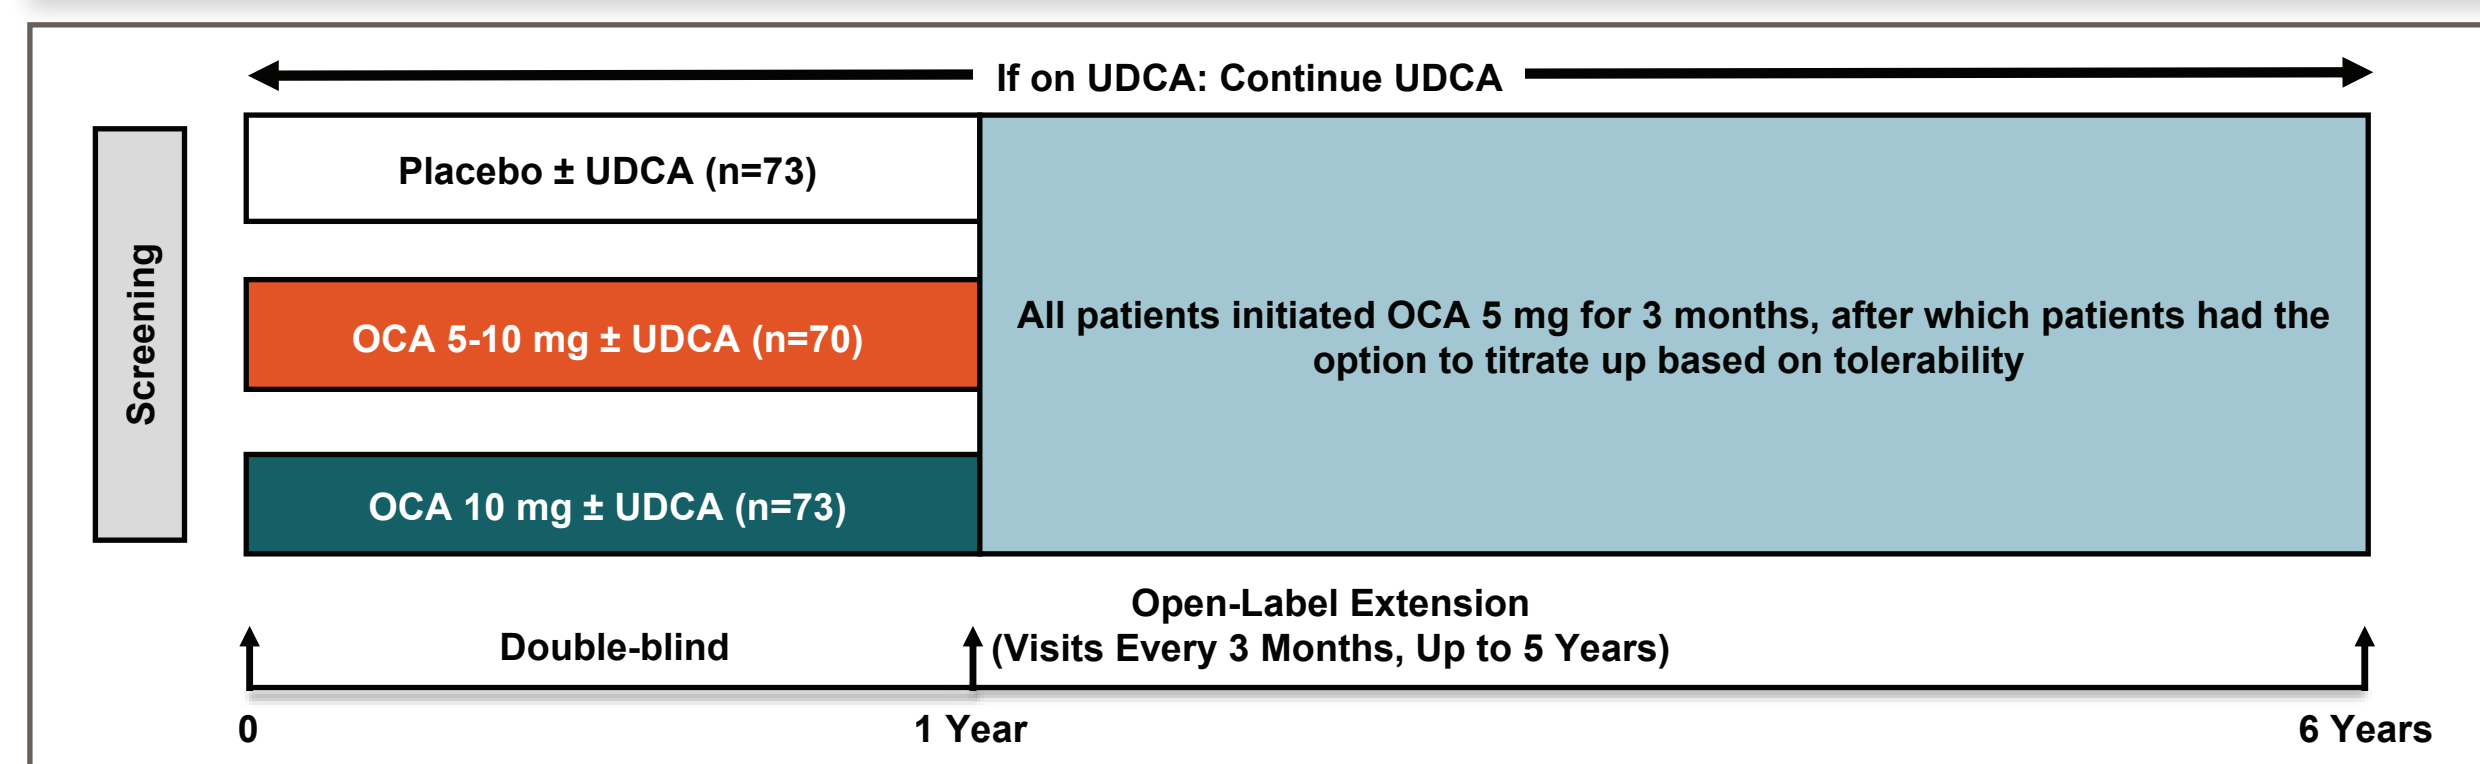 If on UDCA: Continue UDCA
Screening
Placebo ± UDCA (n=73)
OCA 5-10 mg ± UDCA (n=70)
OCA 10 mg ± UDCA (n=73)
All patients initiated OCA 5 mg for 3 months, after which patients had the
option to titrate up based on tolerability
Double-blind
Open-Label Extension
(Visits Every 3 Months, Up to 5 Years)
0
1 Year
6 Years